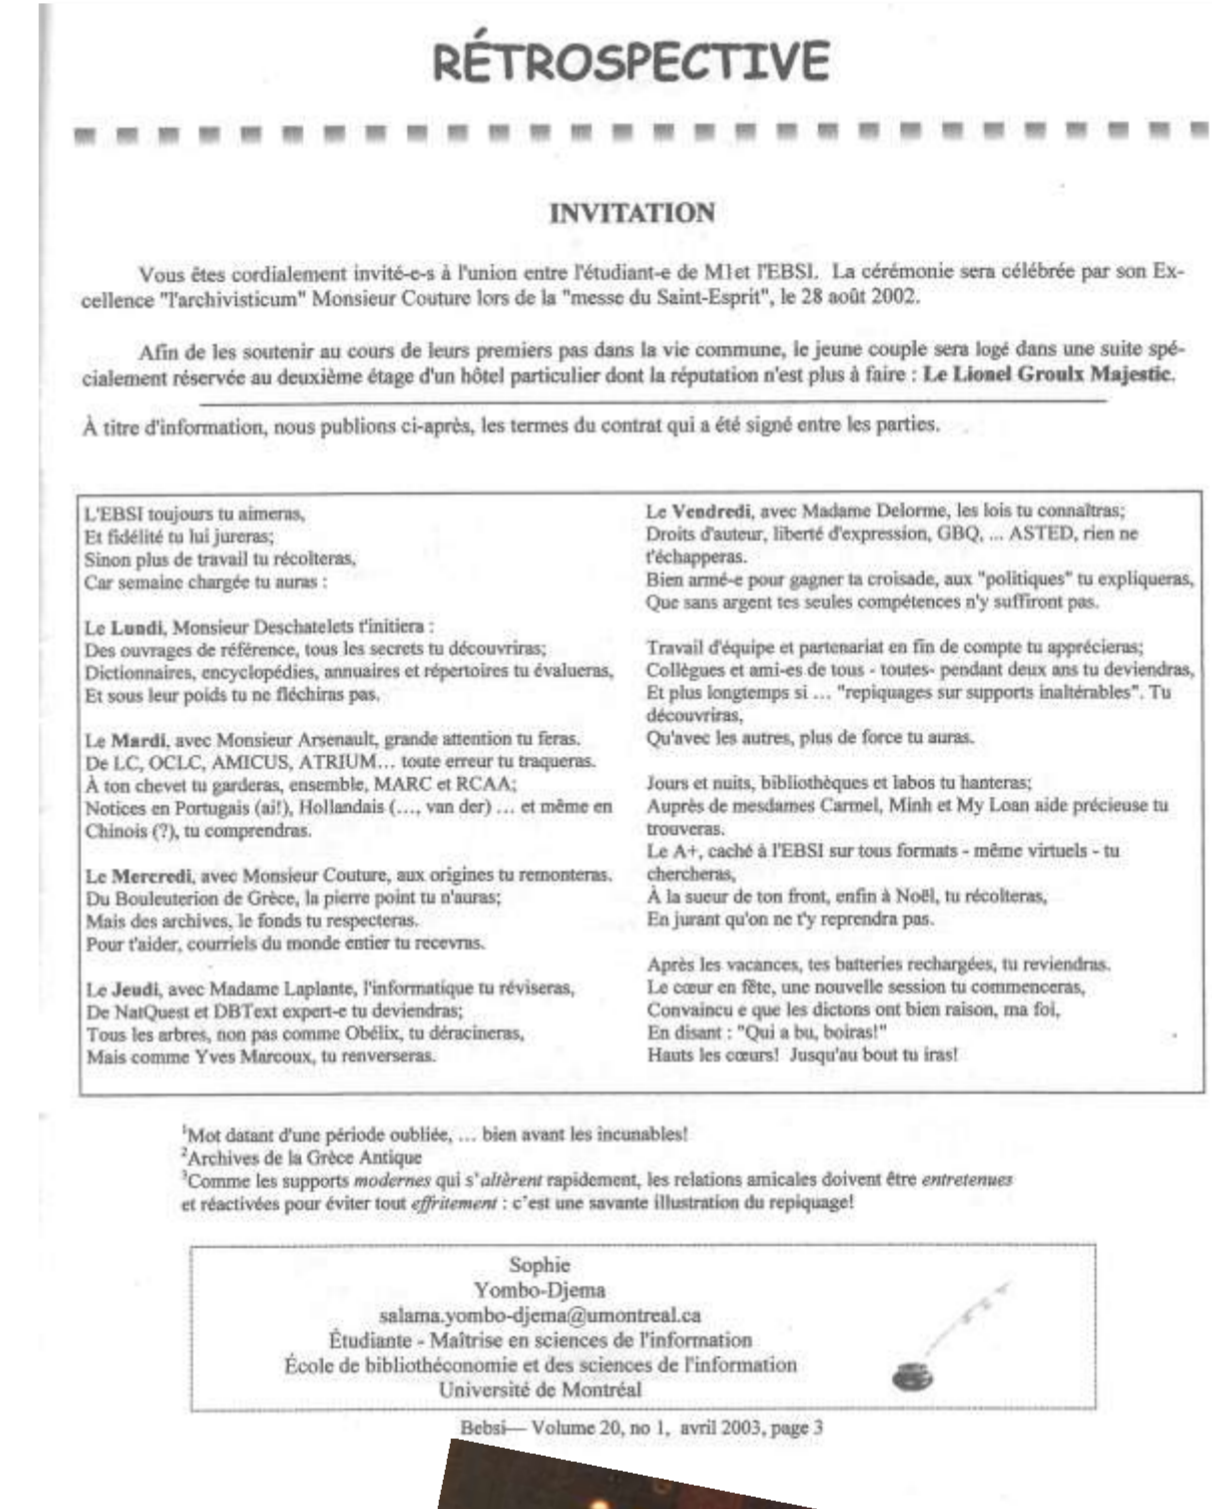 RÉTROSPECTIVE
INVITATION
Vous êtes cordialement invité-e-s à l'union entre l'étudiant-e de M1et l'EBSI. La cérémonie sera célébrée par son Ex-
cellence "l'archivisticum" Monsieur Couture lors de la "messe du Saint-Esprit", le 28 août 2002.
Afin de les soutenir au cours de leurs premiers pas dans la vie commune, le jeune couple sera logé dans une suite spé-
cialement réservée au deuxième étage d'un hôtel particulier dont la réputation n'est plus à faire : Le Lionel Groulx Majestic.
À titre d'information, nous publions ci-après, les termes du contrat qui a été signé entre les parties.
L'EBSI toujours tu aimeras,
Et fidélité tu lui jureras;
Sinon plus de travail tu récolteras,
Car semaine chargée tu auras :
Le Lundi, Monsieur Deschatelets t'initiera :
Des ouvrages de référence, tous les secrets tu découvriras;
Dictionnaires, encyclopédies, annuaires et répertoires tu évalueras,
Et sous leur poids tu ne fléchiras pas.
Le Mardi, avec Monsieur Arsenault, grande attention tu feras.
De LC, OCLC, AMICUS, ATRIUM... toute erreur tu traqueras.
À ton chevet tu garderas, ensemble, MARC et RCAA;
Notices en Portugais (ai!), Hollandais (..., van der) ... et même en
Chinois (?), tu comprendras.
Le Mercredi, avec Monsieur Couture, aux origines tu remonteras.
Du Bouleuterion de Grèce, la pierre point tu n'auras;
Mais des archives, le fonds tu respecteras.
Pour t'aider, courriels du monde entier tu recevras.
Le Jeudi, avec Madame Laplante, l'informatique tu réviseras,
De NatQuest et DBText expert-e tu deviendras;
Tous les arbres, non pas comme Obélix, tu déracineras,
Mais comme Yves Marcoux, tu renverseras.
Le Vendredi, avec Madame Delorme, les lois tu connaîtras;
Droits d'auteur, liberté d'expression, GBQ, ... ASTED, rien ne
t'échapperas.
Bien armé-e pour gagner ta croisade, aux "politiques" tu expliqueras,
Que sans argent tes seules compétences n'y suffiront pas.
Travail d'équipe et partenariat en fin de compte tu apprécieras;
Collègues et ami-es de tous - toutes- pendant deux ans tu deviendras,
Et plus longtemps si ... "repiquages sur supports inaltérables". Tu
découvriras,
Qu'avec les autres, plus de force tu auras.
Jours et nuits, bibliothèques et labos tu hanteras;
Auprès de mesdames Carmel, Minh et My Loan aide précieuse tu
trouveras.
Le A+, caché à l'EBSI sur tous formats - même virtuels - tu
chercheras,
À la sueur de ton front, enfin à Noël, tu récolteras,
En jurant qu'on ne t'y reprendra pas.
Après les vacances, tes batteries rechargées, tu reviendras.
Le cœur en fête, une nouvelle session tu commenceras,
Convaincu e que les dictons ont bien raison, ma foi,
En disant : "Qui a bu, boiras!"
Hauts les cœurs! Jusqu'au bout tu iras!
¹Mot datant d'une période oubliée, ... bien avant les incunables!
²Archives de la Grèce Antique
³Comme les supports modernes qui s'altèrent rapidement, les relations amicales doivent être entretenues
et réactivées pour éviter tout effritement : c'est une savante illustration du repiquage!
Sophie
Yombo-Djema
salama.yombo-djema@umontreal.ca
Étudiante - Maîtrise en sciences de l'information
École de bibliothéconomie et des sciences de l'information
Université de Montréal
Bebsi— Volume 20, no 1, avril 2003, page 3